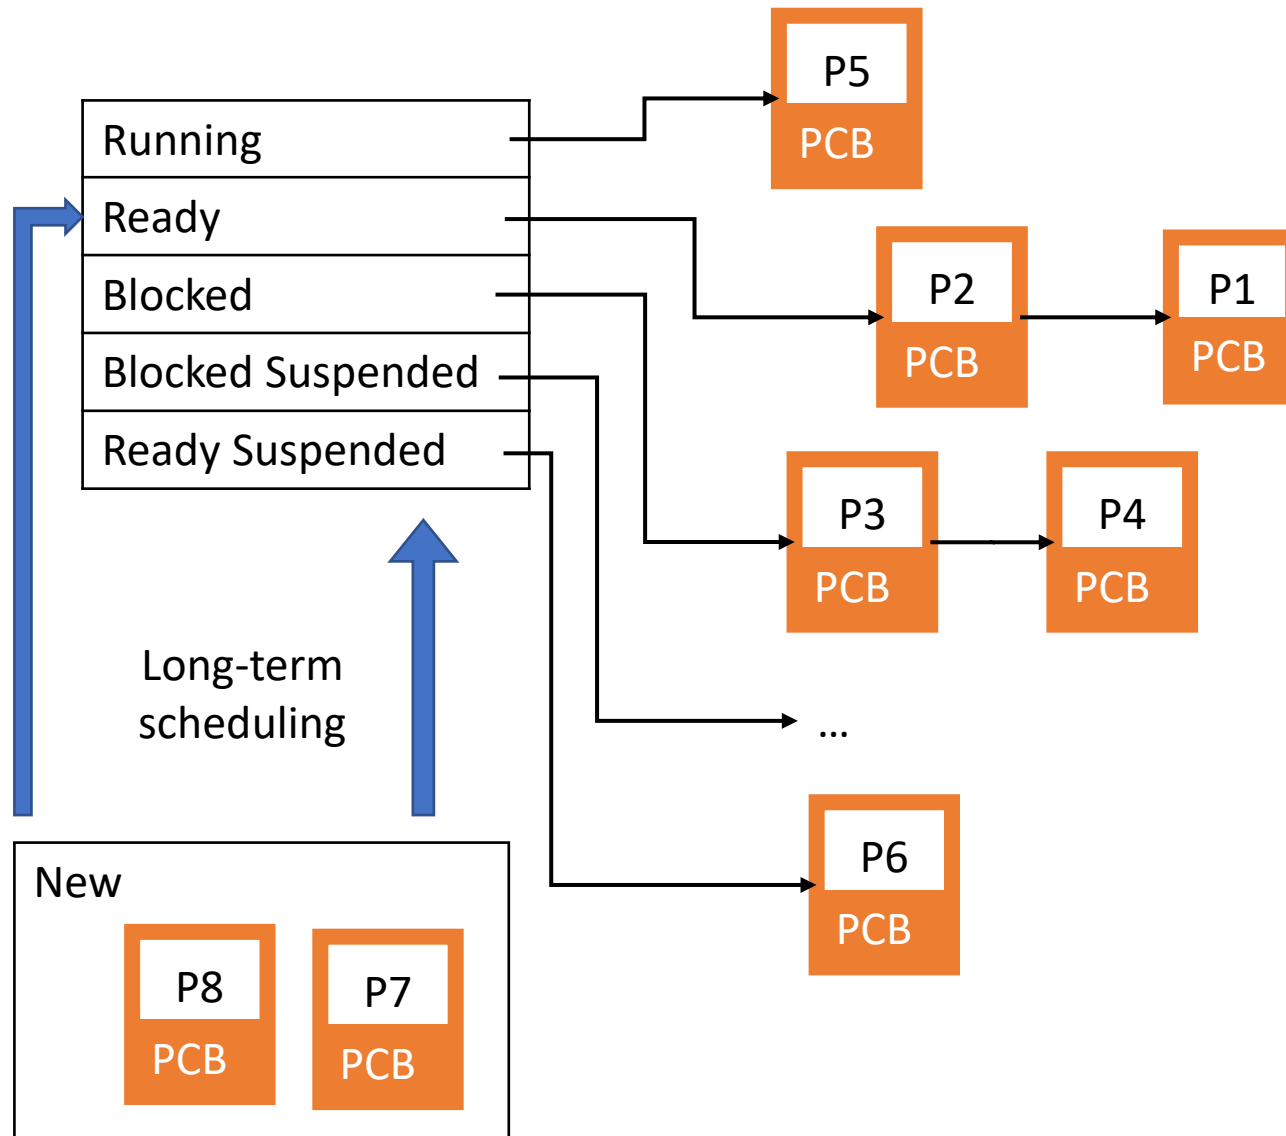 P5
PCB
Running
Ready
Blocked
Blocked Suspended
Ready Suspended
P2
PCB
P1
PCB
P3
PCB
P4
PCB
...
P6
PCB
Long-term
scheduling
New
P8
PCB
P7
PCB